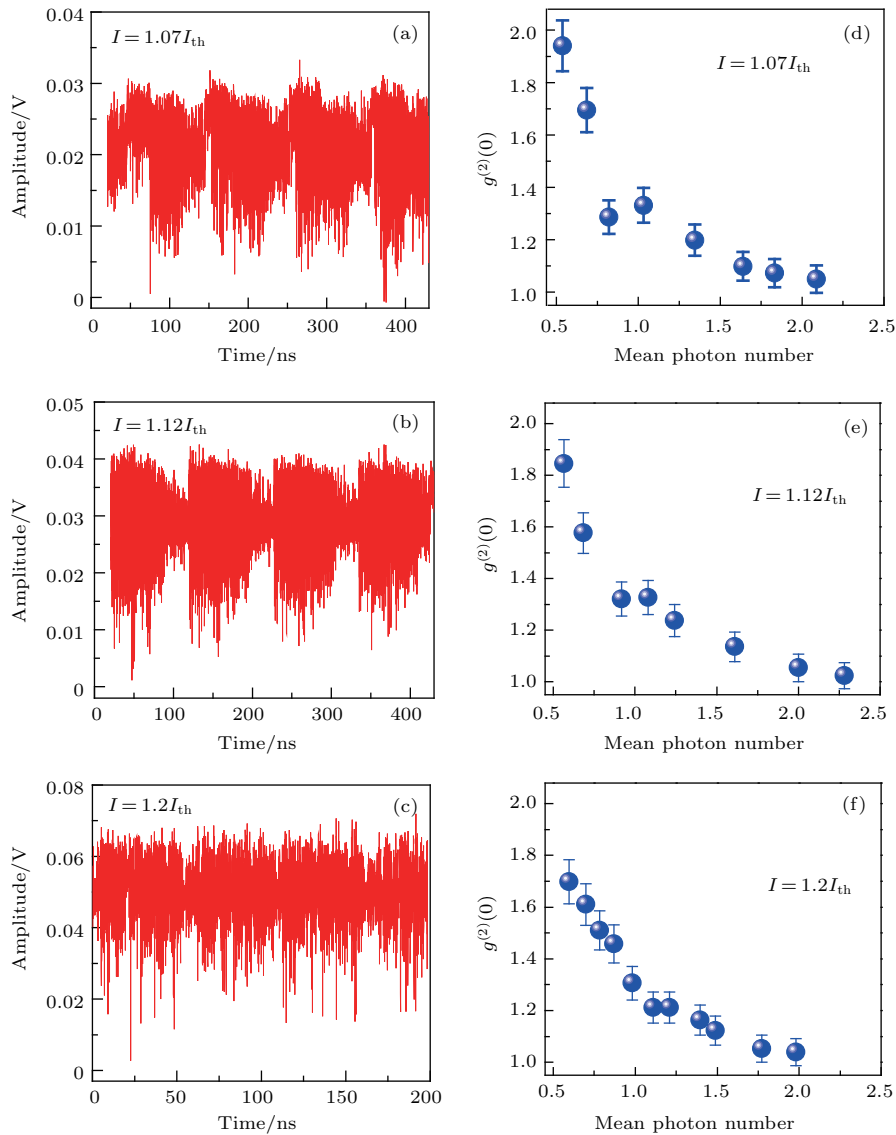 (a)
I = 1.07I_th
Amplitude/V
0.04
0.03
0.02
0.01
0
0 100 200 300 400
Time/ns
(d)
I = 1.07I_th
g^(2)(0)
2.0
1.8
1.6
1.4
1.2
1.0
0.5 1.0 1.5 2.0 2.5
Mean photon number
(b)
I = 1.12I_th
Amplitude/V
0.05
0.04
0.03
0.02
0.01
0
0 100 200 300 400
Time/ns
(e)
I = 1.12I_th
g^(2)(0)
2.0
1.8
1.6
1.4
1.2
1.0
0.5 1.0 1.5 2.0 2.5
Mean photon number
(c)
I = 1.2I_th
Amplitude/V
0.08
0.06
0.04
0.02
0
0 50 100 150 200
Time/ns
(f)
I = 1.2I_th
g^(2)(0)
2.0
1.8
1.6
1.4
1.2
1.0
0.5 1.0 1.5 2.0 2.5
Mean photon number